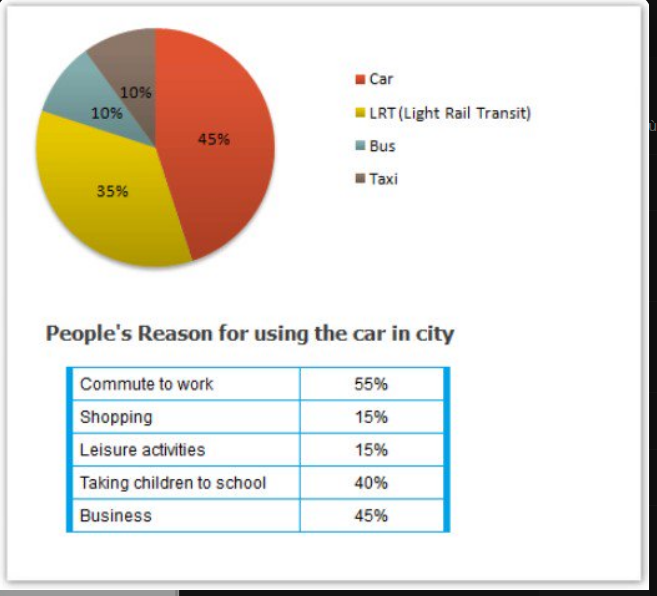 10%
10%
45%
35%
Car
LRT (Light Rail Transit)
Bus
Taxi
ù
People's Reason for using the car in city
Commute to work 55%
Shopping 15%
Leisure activities 15%
Taking children to school 40%
Business 45%